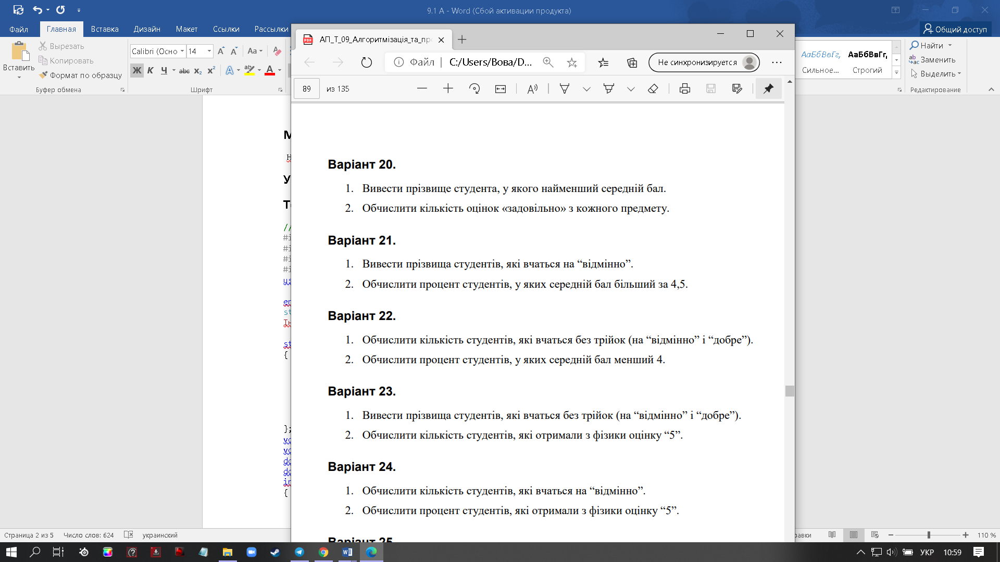 9.1 А - Word (Сбой активации продукта)
Файл Главная Вставка Дизайн Макет Ссылки Рассылки
Общий доступ
Вставить
Вырезать
Копировать
Формат по образцу
Буфер обмена
Calibri (Осно 14
Ж К Ч abc x₂ x²
Шрифт
АаБбВвГг, АаБбВвГг,
Сильное... Строгий
Найти
Заменить
Выделить
Редактирование
АП_Т_09_Алгоритмізація_та_пр
Файл C:/Users/Вова/D...
Не синхронизируется
89 из 135
Варіант 20.
1. Вивести прізвище студента, у якого найменший середній бал.
2. Обчислити кількість оцінок «задовільно» з кожного предмету.
Варіант 21.
1. Вивести прізвища студентів, які вчаться на “відмінно”.
2. Обчислити процент студентів, у яких середній бал більший за 4,5.
Варіант 22.
1. Обчислити кількість студентів, які вчаться без трійок (на “відмінно” і “добре”).
2. Обчислити процент студентів, у яких середній бал менший 4.
Варіант 23.
1. Вивести прізвища студентів, які вчаться без трійок (на “відмінно” і “добре”).
2. Обчислити кількість студентів, які отримали з фізики оцінку “5”.
Варіант 24.
1. Обчислити кількість студентів, які вчаться на “відмінно”.
2. Обчислити процент студентів, які отримали з фізики оцінку “5”.
Варіант 25
//
#i
#i
#i
#i
us
st
{
};
{
Страница 2 из 5 Число слов: 624 украинский
110 %
УКР 10:59